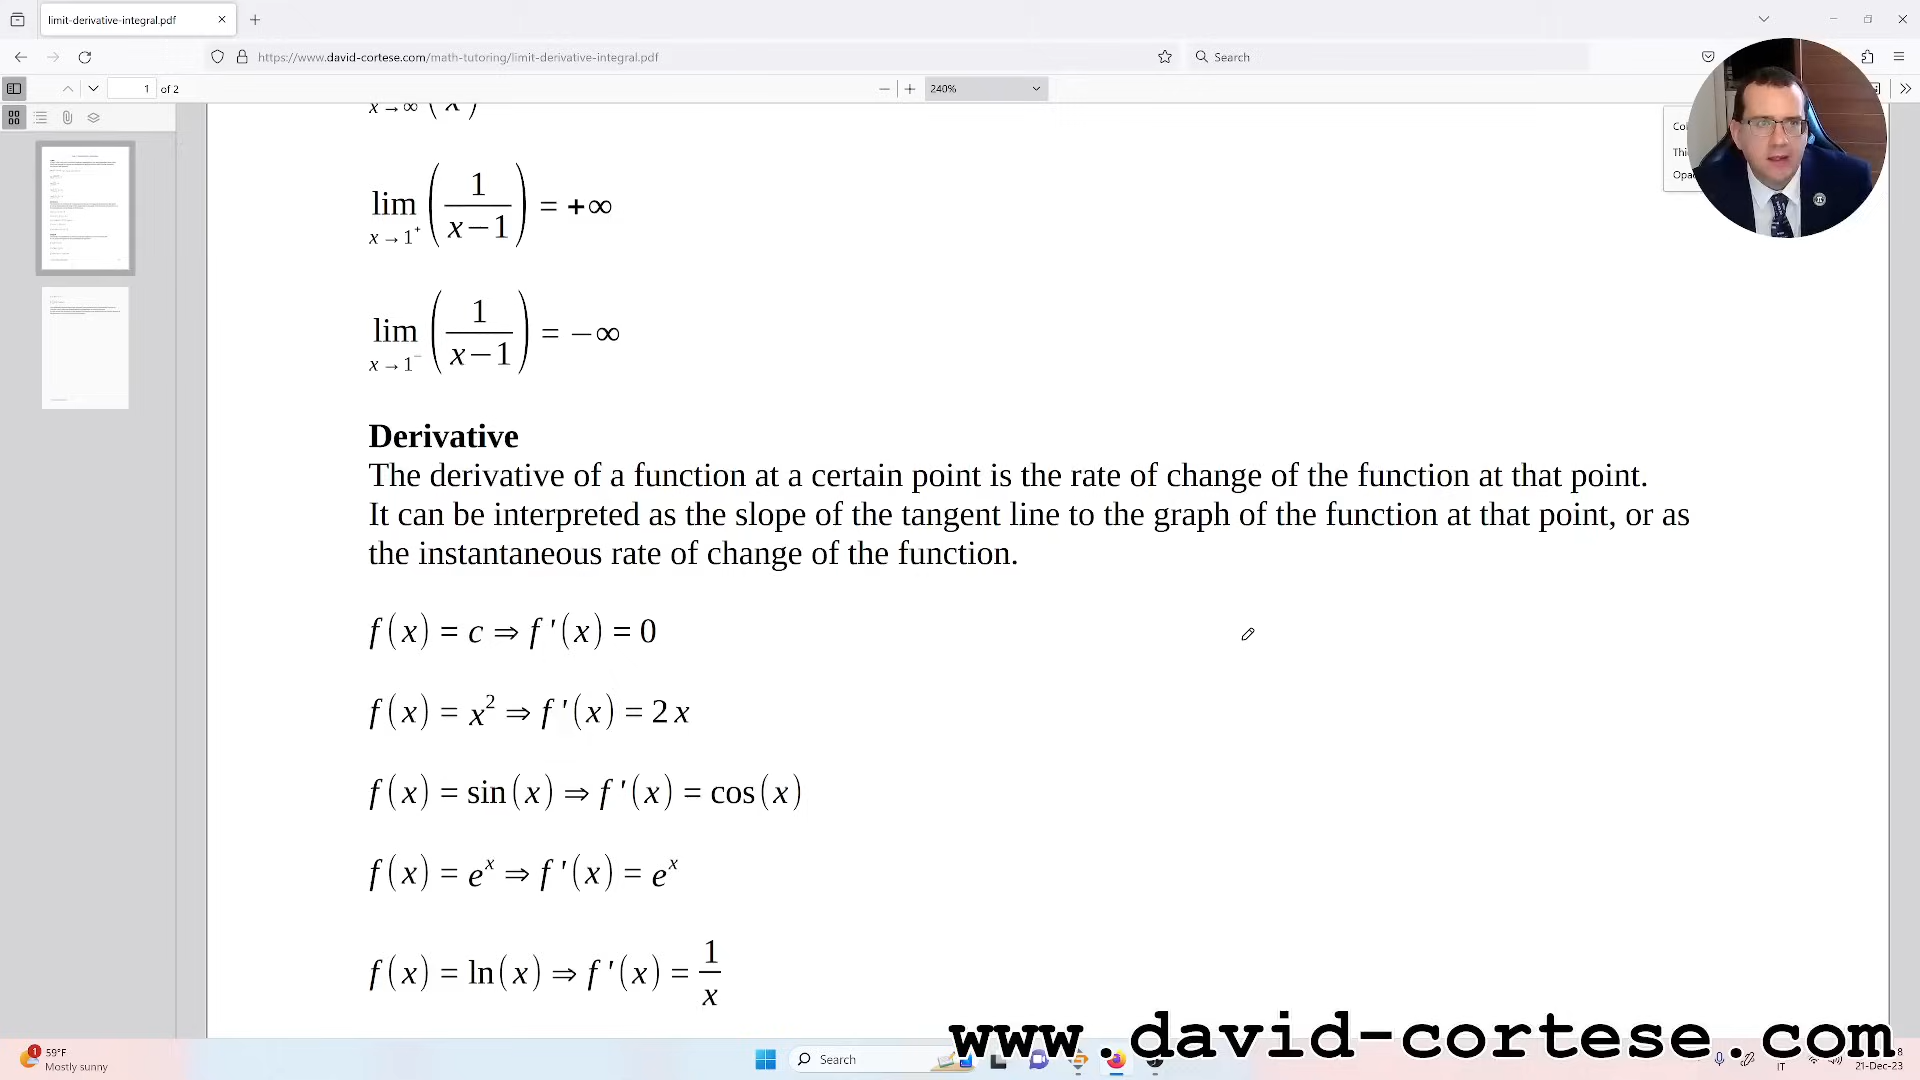 limit-derivative-integral.pdf
https://www.david-cortese.com/math-tutoring/limit-derivative-integral.pdf
Search
1 of 2
240%
x→∞ ( x )
lim x→1⁺ (1/(x−1)) = +∞
lim x→1⁻ (1/(x−1)) = −∞
Derivative
The derivative of a function at a certain point is the rate of change of the function at that point.
It can be interpreted as the slope of the tangent line to the graph of the function at that point, or as
the instantaneous rate of change of the function.
f(x) = c ⇒ f'(x) = 0
f(x) = x² ⇒ f'(x) = 2x
f(x) = sin(x) ⇒ f'(x) = cos(x)
f(x) = eˣ ⇒ f'(x) = eˣ
f(x) = ln(x) ⇒ f'(x) = 1/x
www.david-cortese.com
1
59°F
Mostly sunny
Search
IT
21-Dec-23